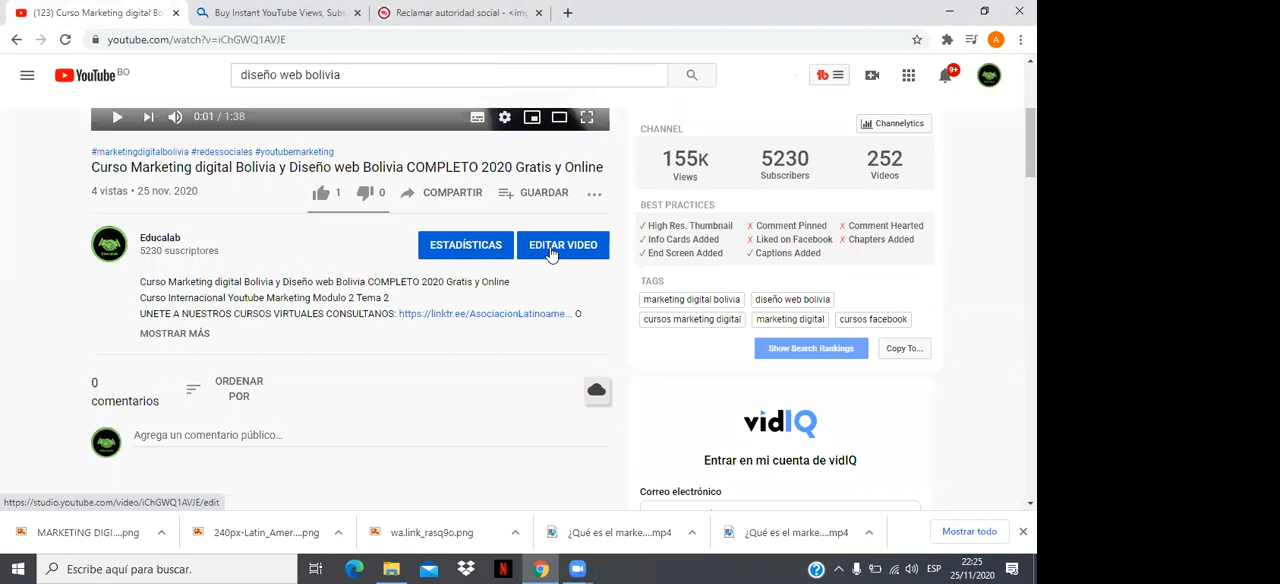 (123) Curso Marketing digital Bo
Buy Instant YouTube Views, Subs
Reclamar autoridad social - <img
youtube.com/watch?v=iChGWQ1AVJE
A
YouTube BO
diseño web bolivia
tb
9+
0:01 / 1:38
#marketingdigitalbolivia #redessociales #youtubemarketing
Curso Marketing digital Bolivia y Diseño web Bolivia COMPLETO 2020 Gratis y Online
4 vistas • 25 nov. 2020
1
0
COMPARTIR
GUARDAR
Educalab
5230 suscriptores
ESTADÍSTICAS
EDITAR VIDEO
Curso Marketing digital Bolivia y Diseño web Bolivia COMPLETO 2020 Gratis y Online
Curso Internacional Youtube Marketing Modulo 2 Tema 2
UNETE A NUESTROS CURSOS VIRTUALES CONSULTANOS: https://linktr.ee/AsociacionLatinoame... O
MOSTRAR MÁS
0
comentarios
ORDENAR
POR
Agrega un comentario público...
CHANNEL
Channelytics
155K
Views
5230
Subscribers
252
Videos
BEST PRACTICES
✓ High Res. Thumbnail
✗ Comment Pinned
✗ Comment Hearted
✓ Info Cards Added
✗ Liked on Facebook
✗ Chapters Added
✓ End Screen Added
✓ Captions Added
TAGS
marketing digital bolivia
diseño web bolivia
cursos marketing digital
marketing digital
cursos facebook
Show Search Rankings
Copy To...
vidIQ
Entrar en mi cuenta de vidIQ
Correo electrónico
https://studio.youtube.com/video/iChGWQ1AVJE/edit
MARKETING DIGI....png
240px-Latin_Amer....png
wa.link_rasq9o.png
¿Qué es el marke....mp4
¿Qué es el marke....mp4
Mostrar todo
Escribe aquí para buscar.
ESP
22:25
25/11/2020